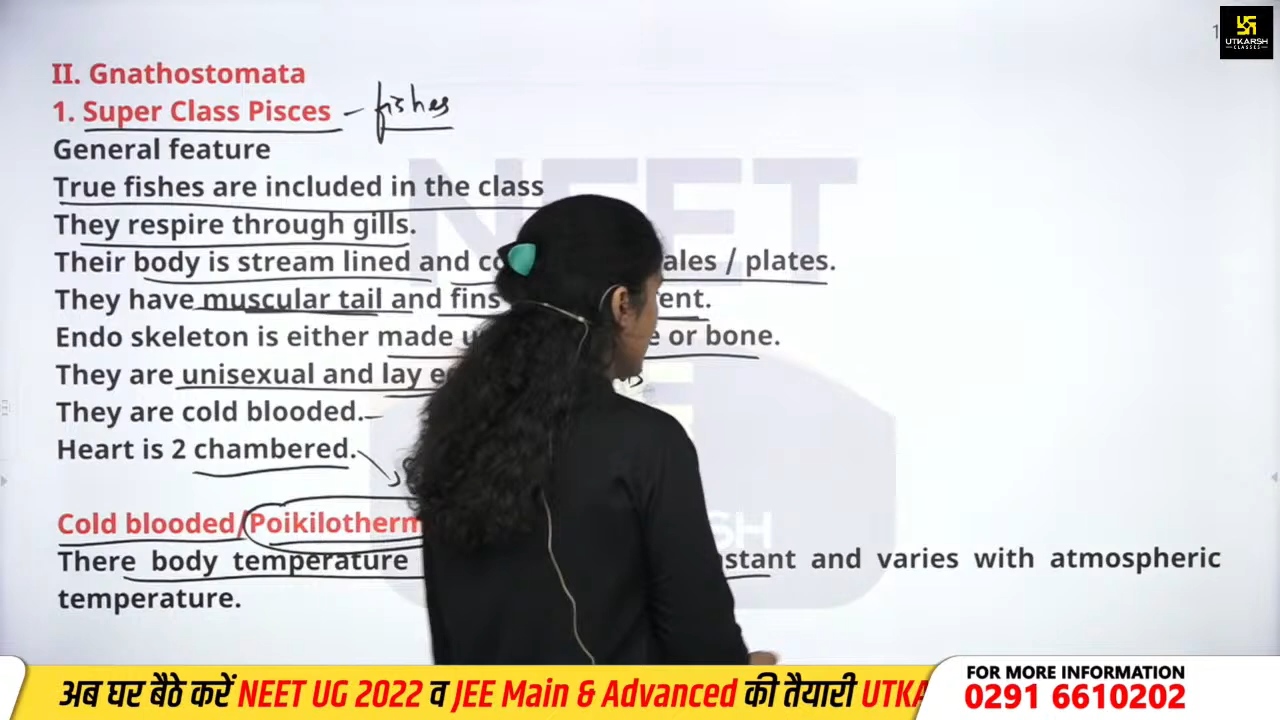 UTKARSH
CLASSES
1
II. Gnathostomata
1. Super Class Pisces – fishes
General feature
True fishes are included in the class
They respire through gills.
Their body is stream lined and ales / plates.
They have muscular tail and fins ent.
Endo skeleton is either made or bone.
They are unisexual and lay
They are cold blooded.
Heart is 2 chambered.
Cold blooded/Poikilotherm
There body temperature stant and varies with atmospheric
temperature.
NEET
अब घर बैठे करें NEET UG 2022 व JEE Main & Advanced की तैयारी UTKA
FOR MORE INFORMATION
0291 6610202